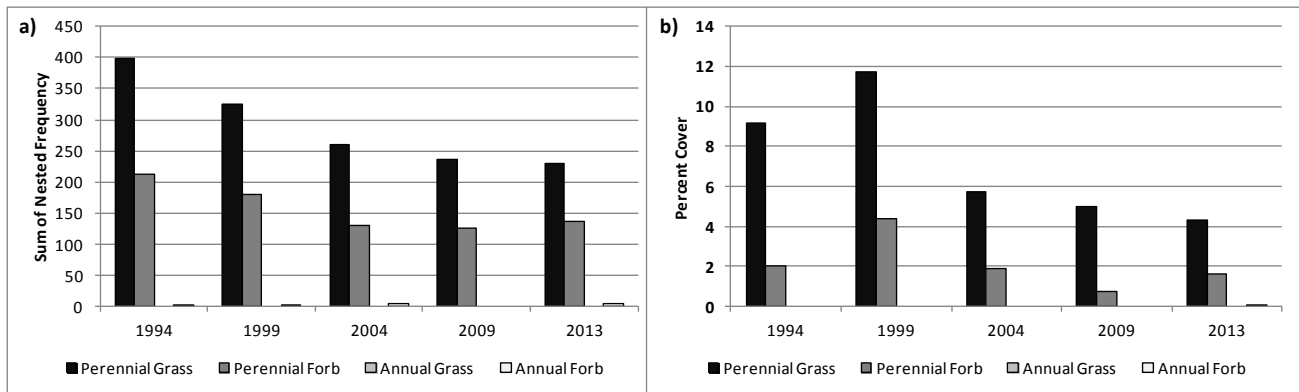 a)
Sum of Nested Frequency
450
400
350
300
250
200
150
100
50
0
1994 1999 2004 2009 2013
Perennial Grass Perennial Forb Annual Grass Annual Forb
b)
Percent Cover
14
12
10
8
6
4
2
0
1994 1999 2004 2009 2013
Perennial Grass Perennial Forb Annual Grass Annual Forb